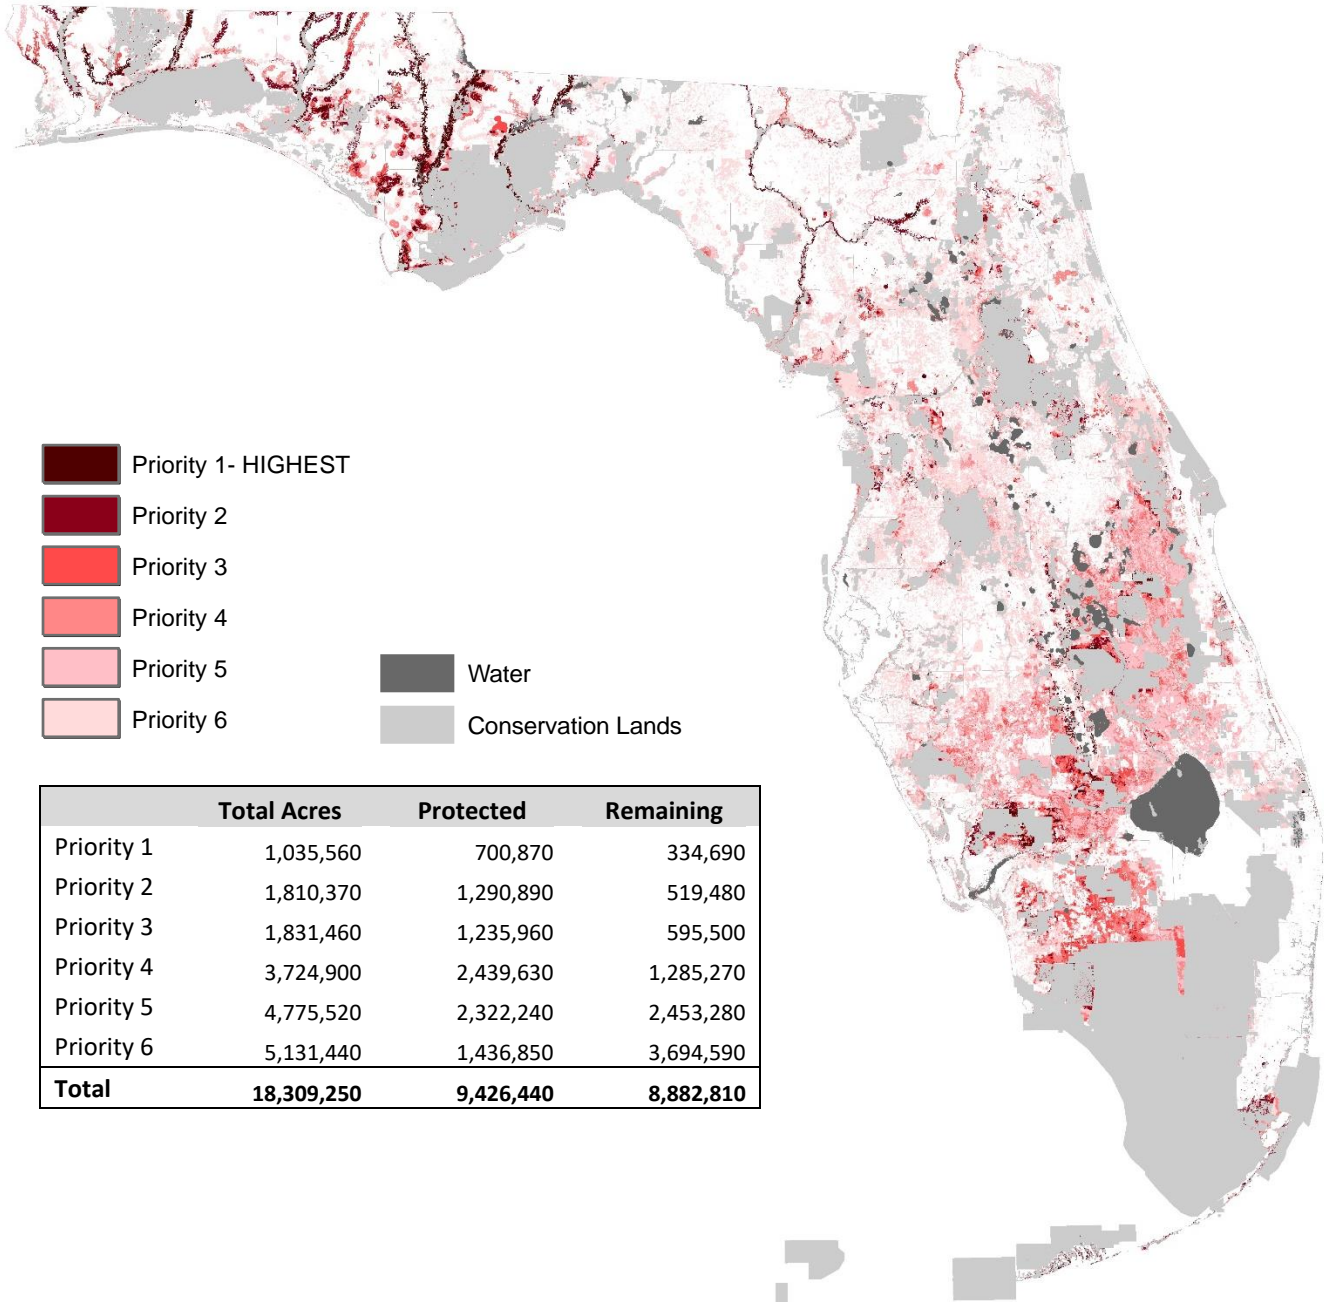 Priority 1- HIGHEST
Priority 2
Priority 3
Priority 4
Priority 5
Priority 6
Water
Conservation Lands
Total Acres Protected Remaining
Priority 1 1,035,560 700,870 334,690
Priority 2 1,810,370 1,290,890 519,480
Priority 3 1,831,460 1,235,960 595,500
Priority 4 3,724,900 2,439,630 1,285,270
Priority 5 4,775,520 2,322,240 2,453,280
Priority 6 5,131,440 1,436,850 3,694,590
Total 18,309,250 9,426,440 8,882,810